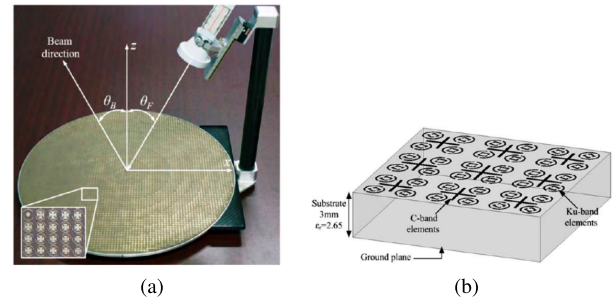 Beam
direction
z
θB
θF
Substrate
3mm
εr=2.65
C-band
elements
Ku-band
elements
Ground plane
(a)
(b)